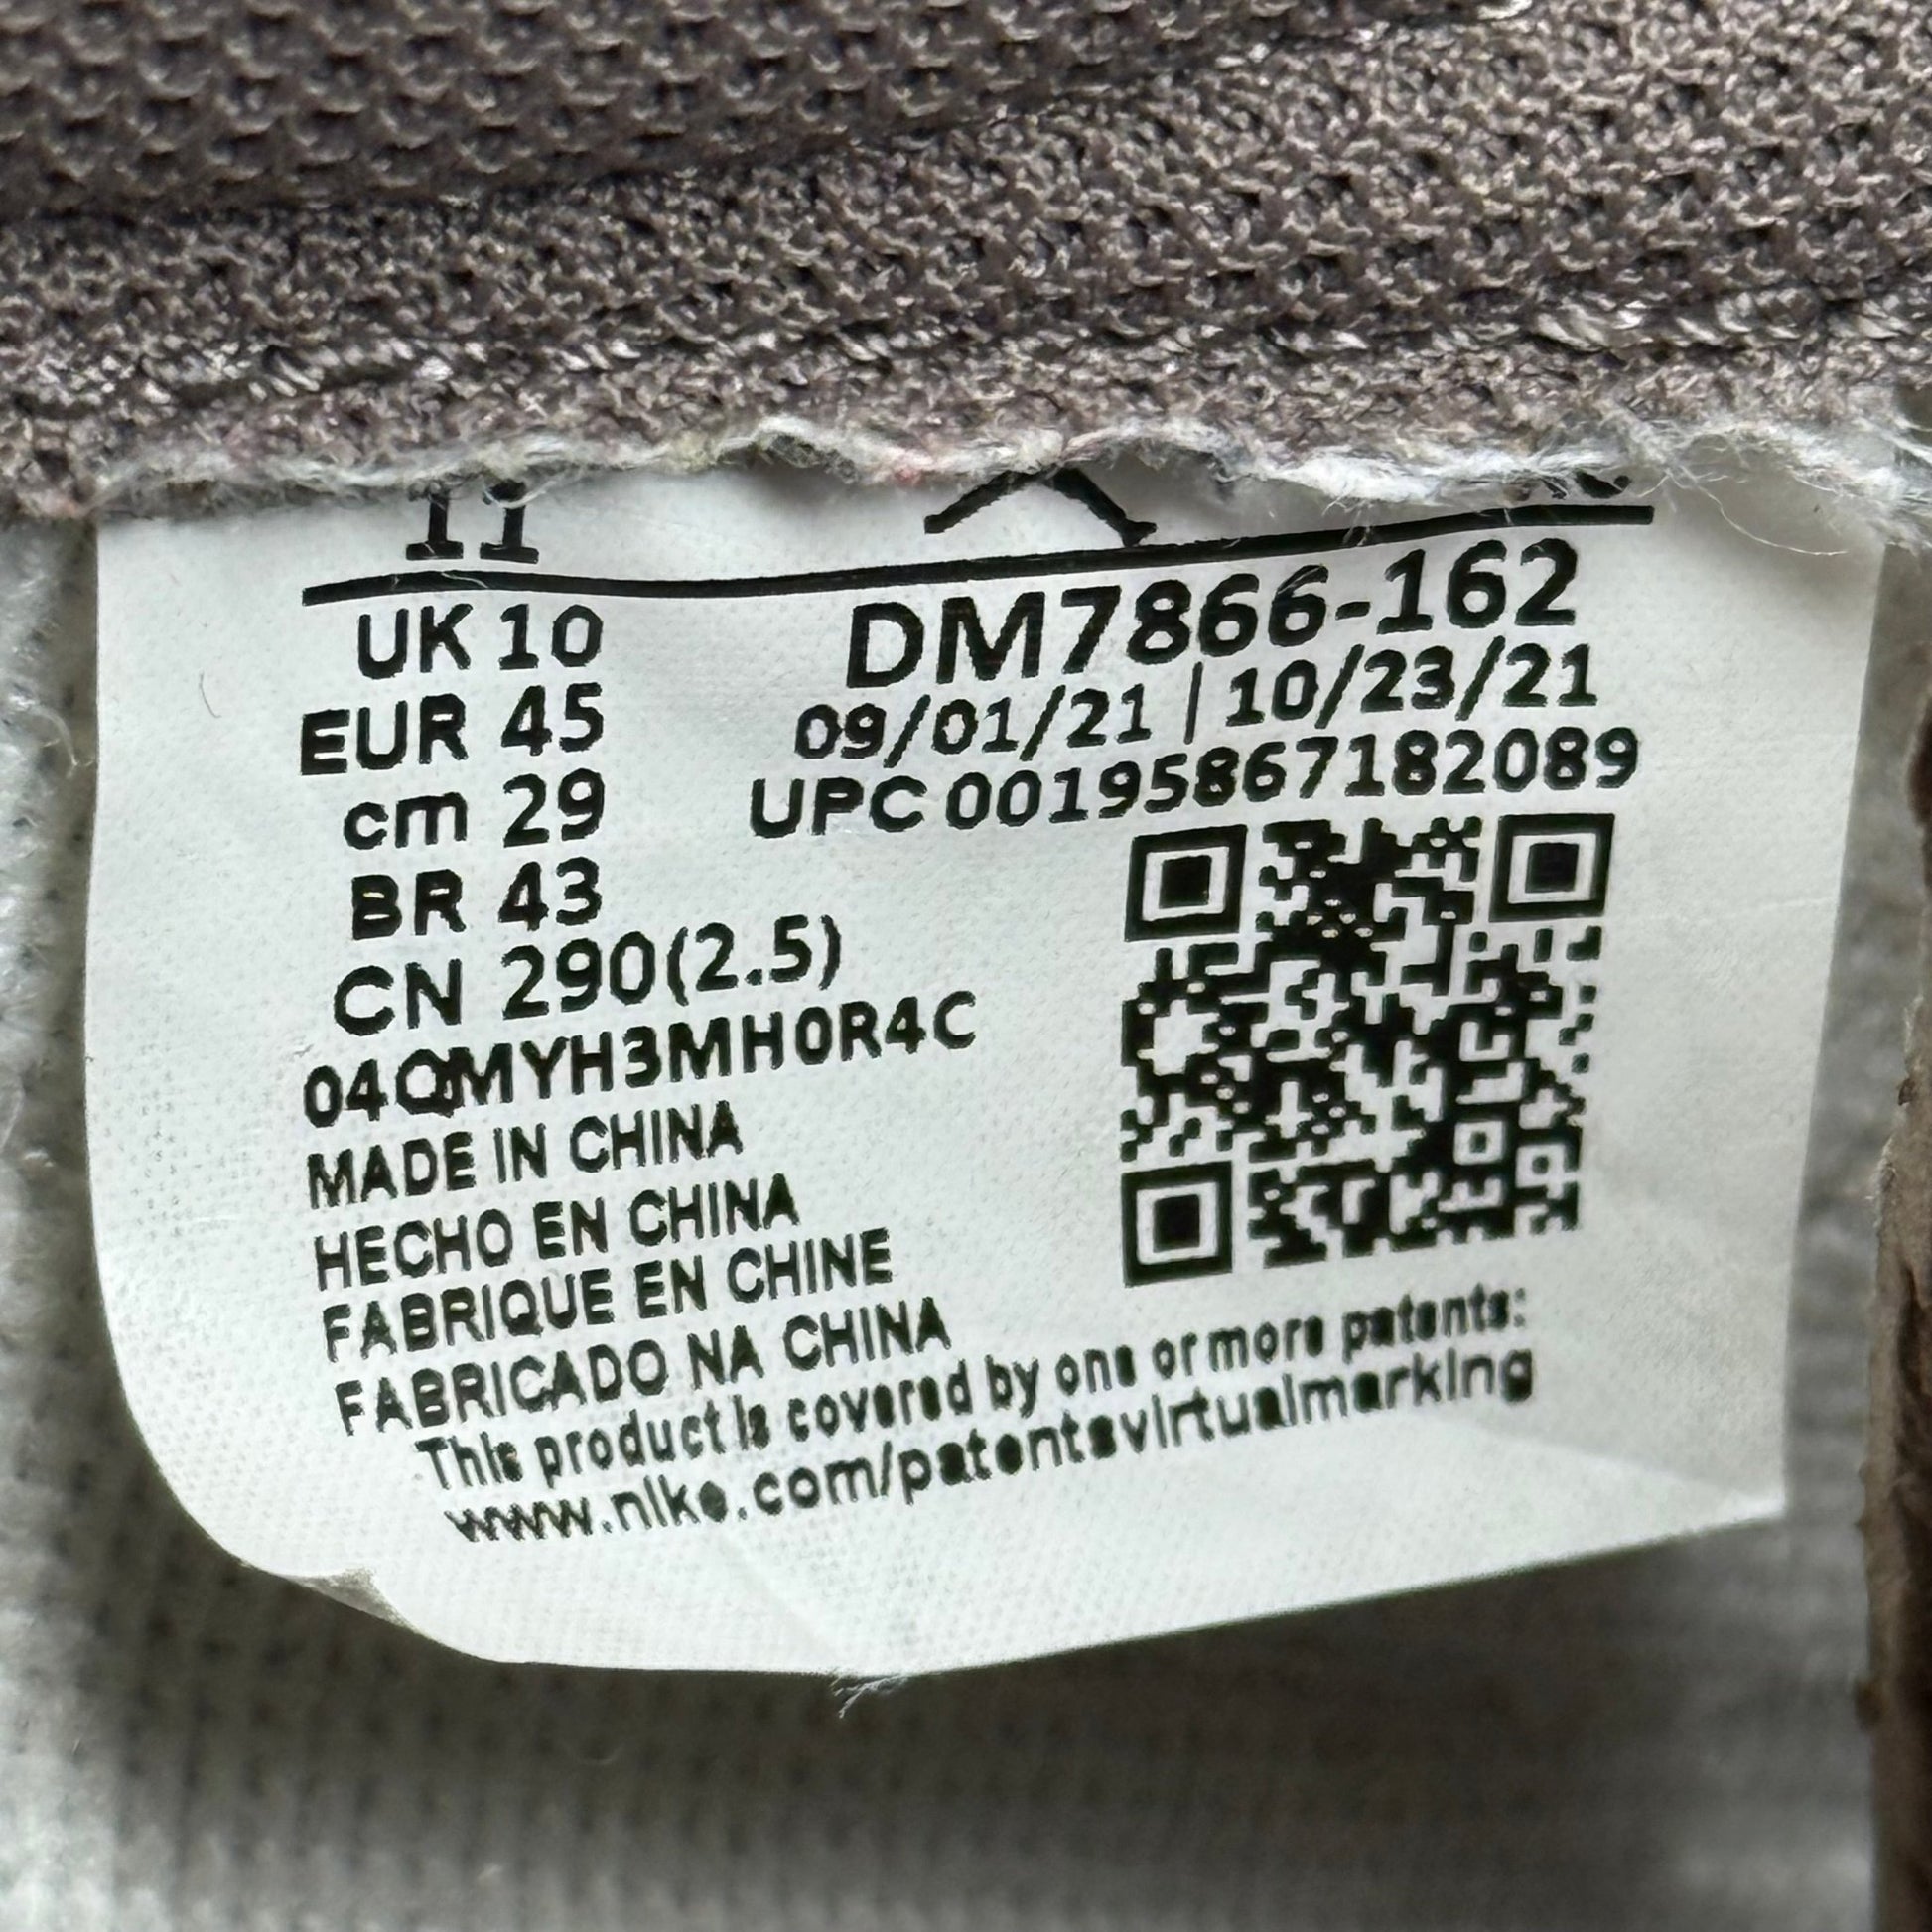 11
UK 10
EUR 45
cm 29
BR 43
CN 290(2.5)
04QMYH3MH0R4C
MADE IN CHINA
HECHO EN CHINA
FABRIQUE EN CHINE
FABRICADO NA CHINA
DM7866-162
09/01/21 | 10/23/21
UPC 00195867182089
This product is covered by one or more patents:
www.nike.com/patentsvirtualmarking